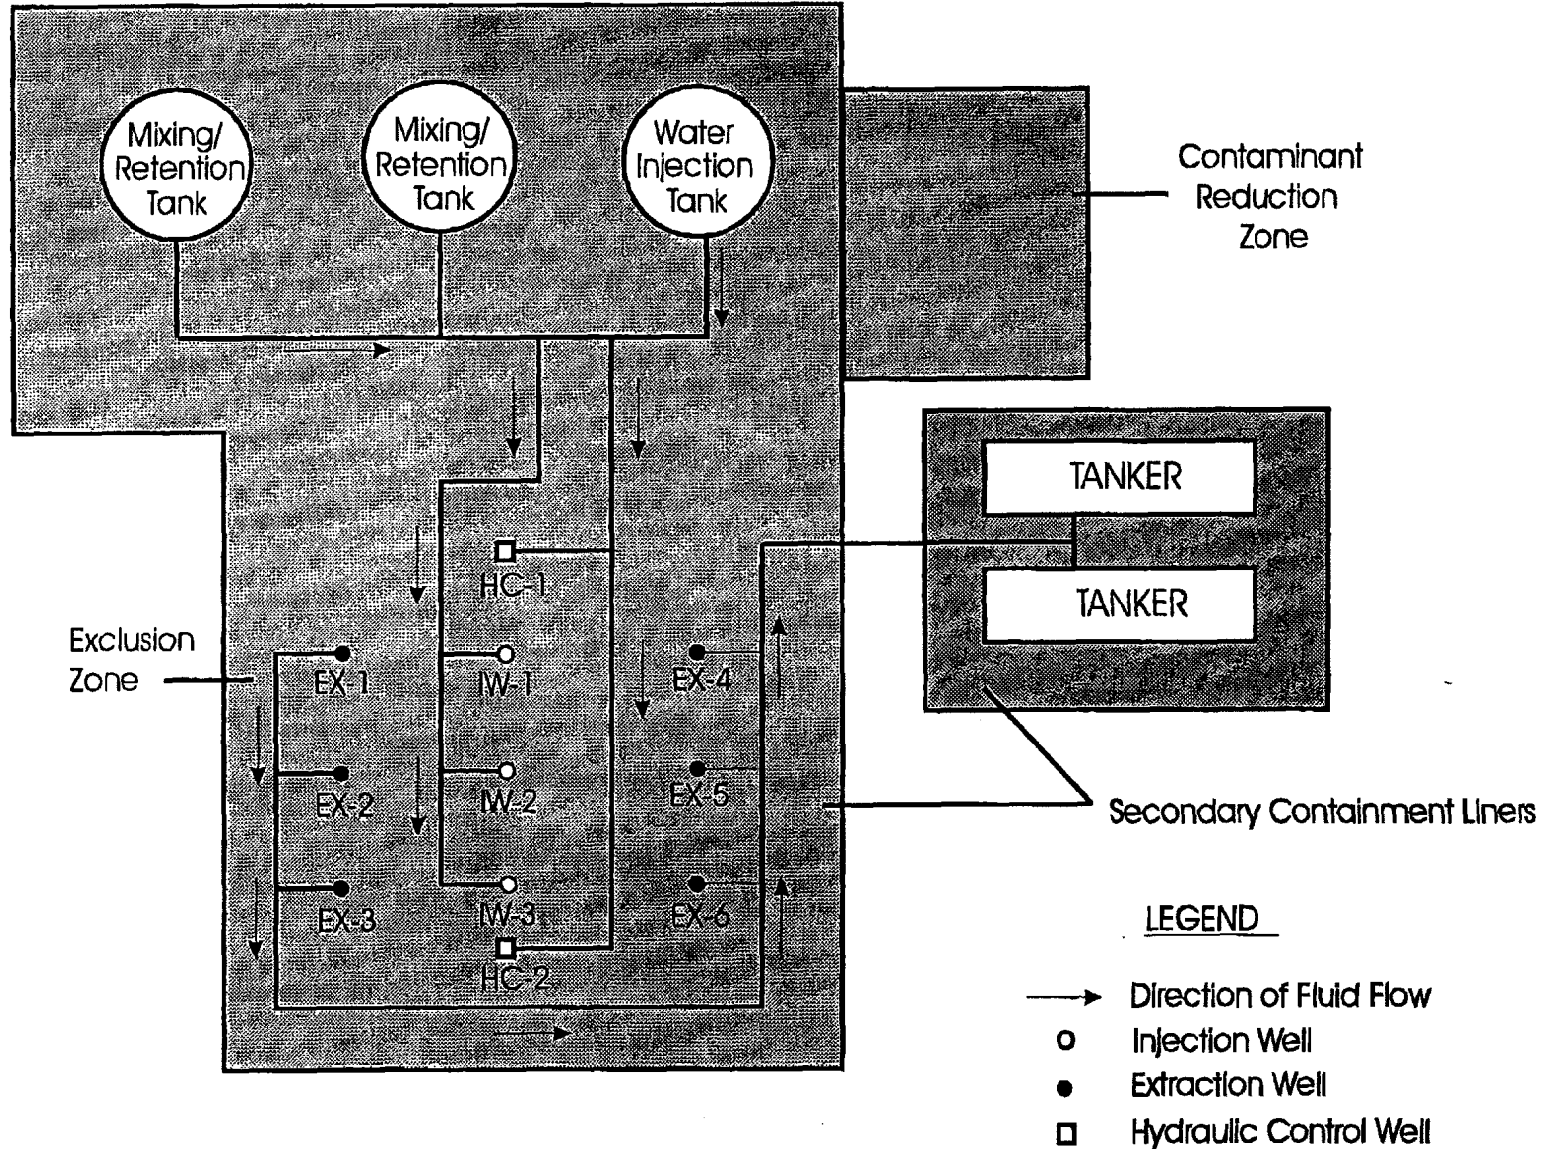 Mixing/
Retention
Tank
Mixing/
Retention
Tank
Water
Injection
Tank
Contaminant
Reduction
Zone
TANKER
TANKER
HC-1
Exclusion
Zone
EX-1
IW-1
EX-4
EX-2
IW-2
EX-5
Secondary Containment Liners
EX-3
IW-3
EX-6
HC-2
LEGEND
Direction of Fluid Flow
Injection Well
Extraction Well
Hydraulic Control Well